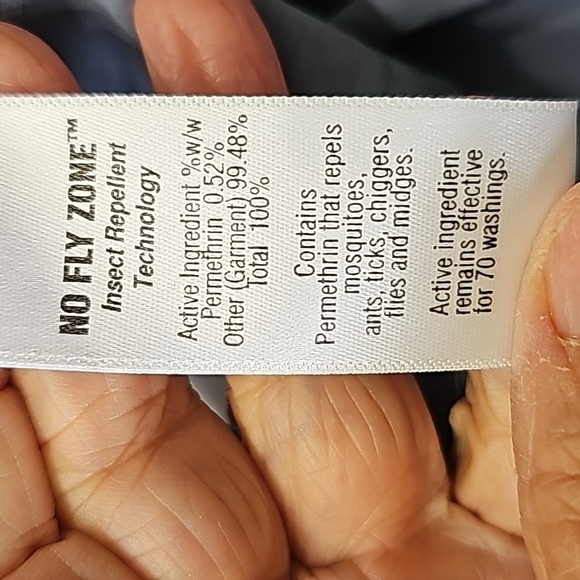 NO FLY ZONE™
Insect Repellent
Technology
Active Ingredient %w/w
Permethrin 0.52%
Other (Garment) 99.48%
Total 100%
Contains
Permethrin that repels
mosquitoes,
ants, ticks, chiggers,
flies and midges.
Active ingredient
remains effective
for 70 washings.